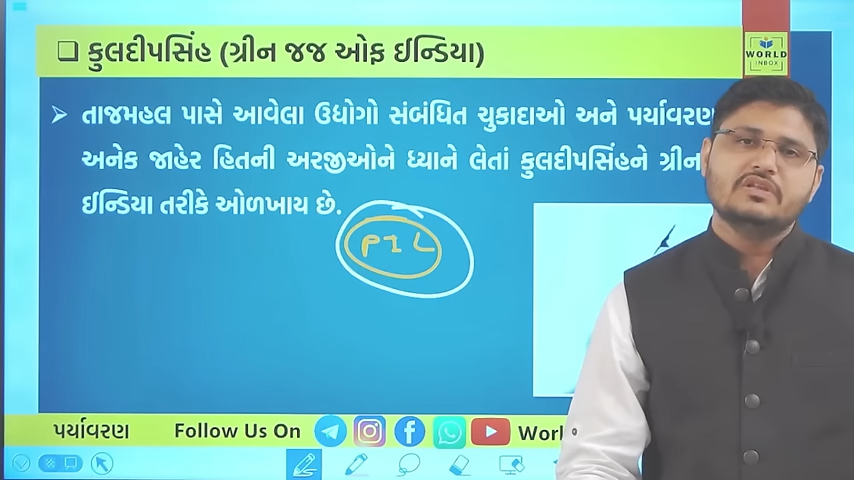 ❑ કુલદીપસિંહ (ગ્રીન જજ ઓફ ઈન્ડિયા)
WORLD
INBOX
➤ તાજમહલ પાસે આવેલા ઉદ્યોગો સંબંધિત ચુકાદાઓ અને પર્યાવરણ
અનેક જાહેર હિતની અરજીઓને ધ્યાને લેતાં કુલદીપસિંહને ગ્રીન
ઈન્ડિયા તરીકે ઓળખાય છે.
PIL
પર્યાવરણ Follow Us On Worl